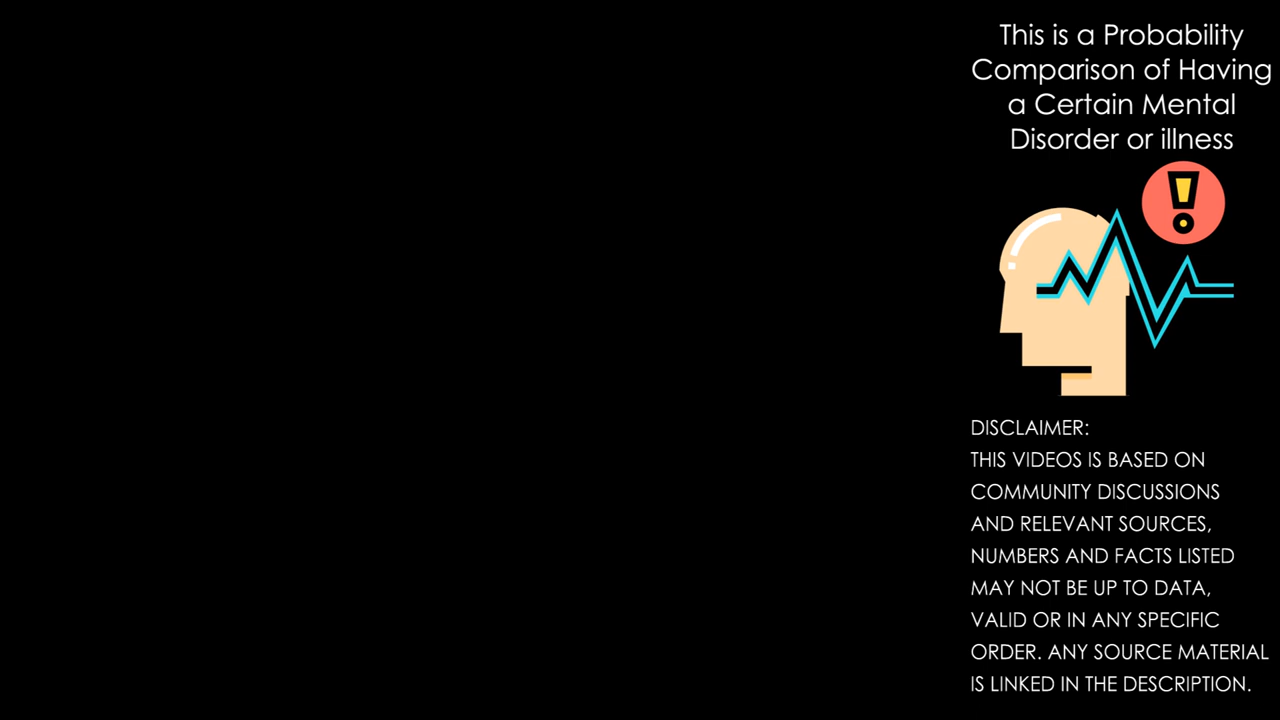 This is a Probability
Comparison of Having
a Certain Mental
Disorder or illness
DISCLAIMER:
THIS VIDEOS IS BASED ON
COMMUNITY DISCUSSIONS
AND RELEVANT SOURCES,
NUMBERS AND FACTS LISTED
MAY NOT BE UP TO DATA,
VALID OR IN ANY SPECIFIC
ORDER. ANY SOURCE MATERIAL
IS LINKED IN THE DESCRIPTION.